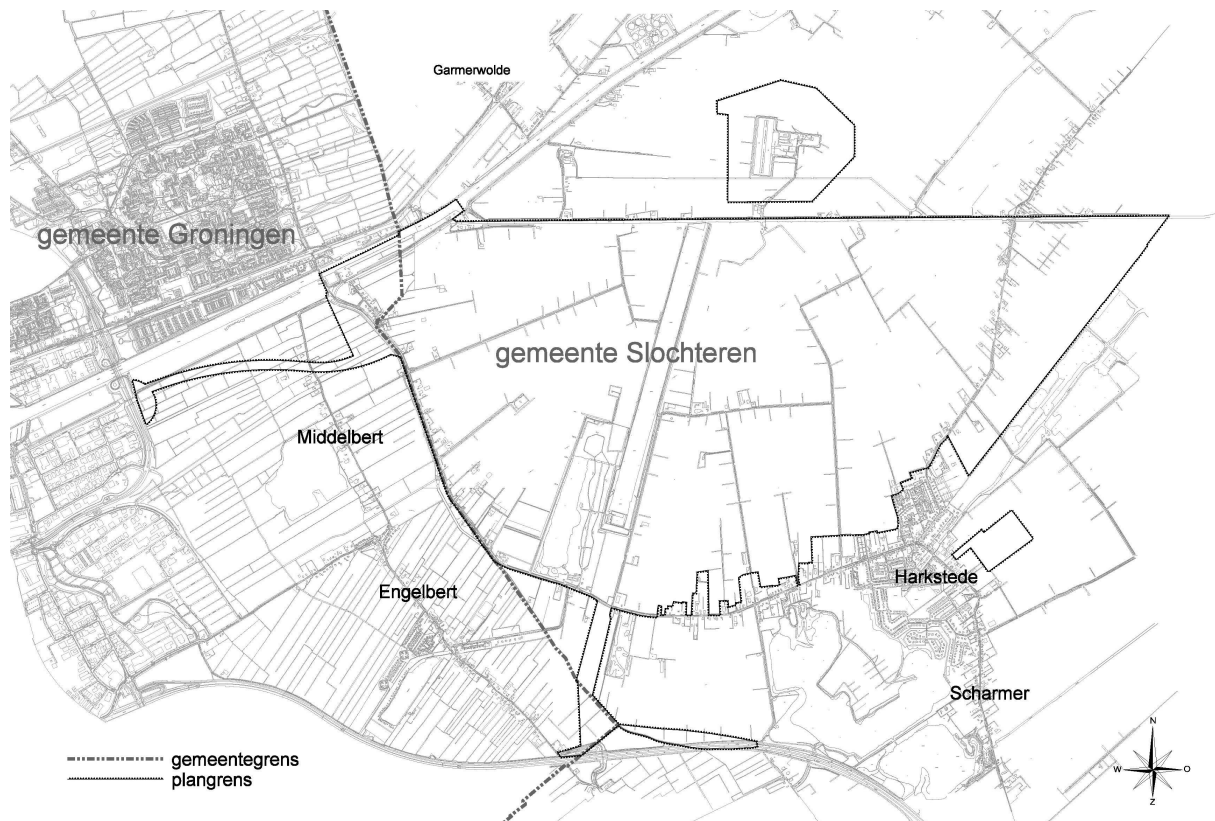 Garmerwolde
gemeente Groningen
gemeente Slochteren
Middelbert
Engelbert
Harkstede
Scharmer
gemeentegrens
plangrens
N
W O
Z